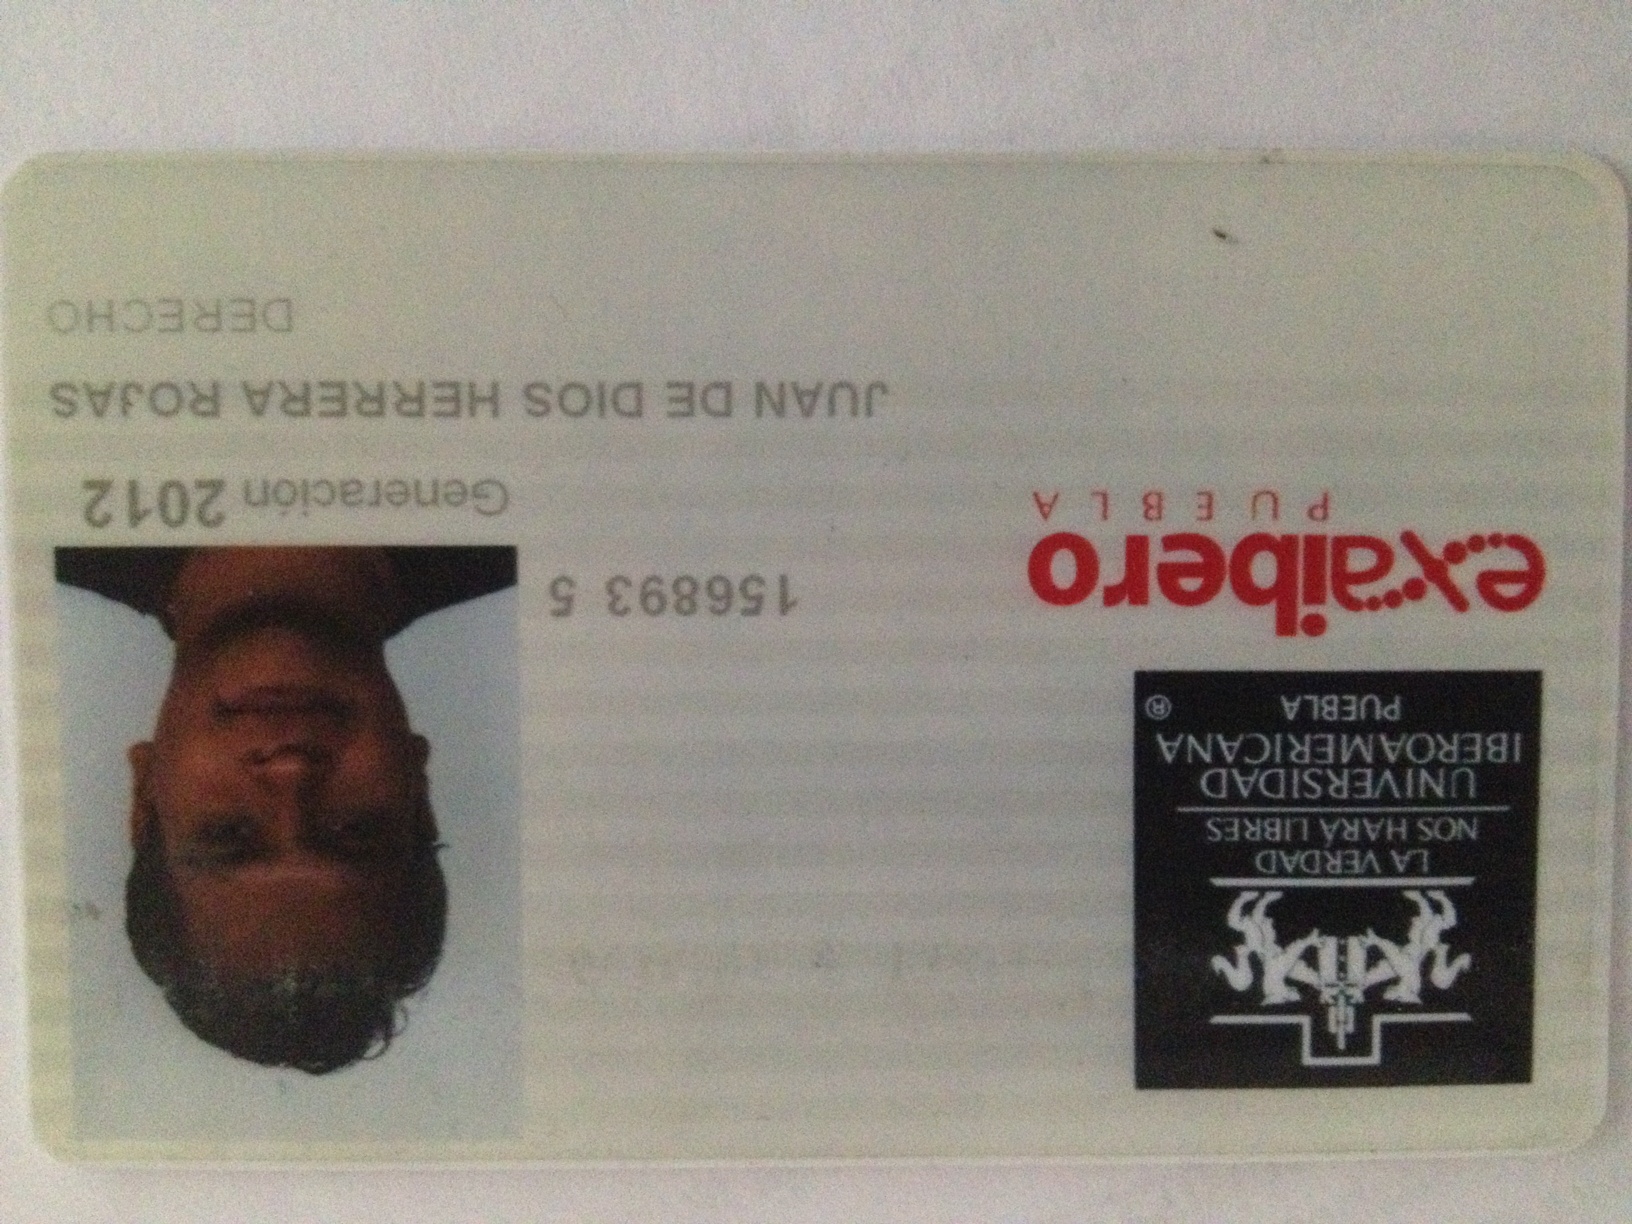 LA VERDAD
NOS HARÁ LIBRES
UNIVERSIDAD
IBEROAMERICANA
PUEBLA ®
exaibero
PUEBLA
156893 5
Generación 2012
JUAN DE DIOS HERRERA ROJAS
DERECHO